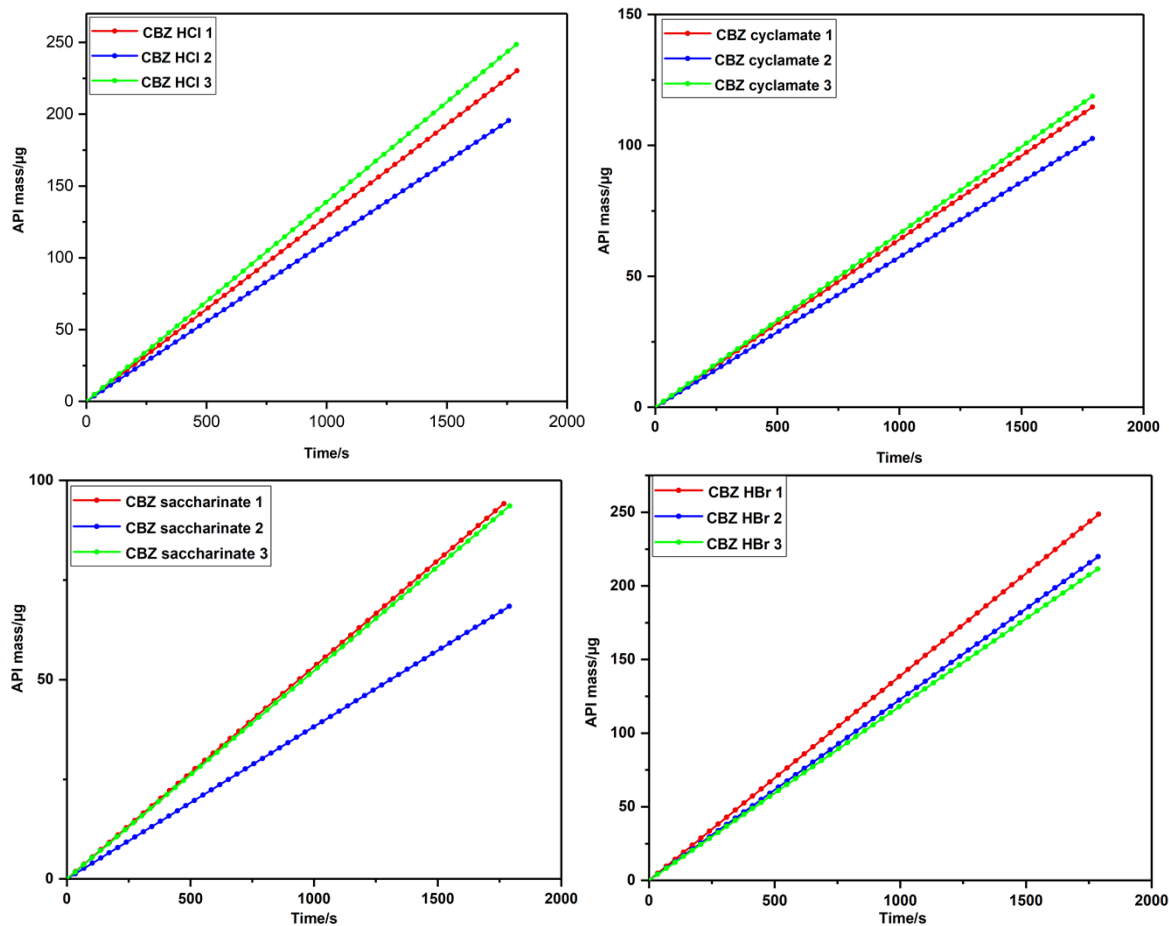 CBZ HCl 1
CBZ HCl 2
CBZ HCl 3
API mass/µg
250
200
150
100
50
0
0 500 1000 1500 2000
Time/s
CBZ cyclamate 1
CBZ cyclamate 2
CBZ cyclamate 3
API mass/µg
150
100
50
0
0 500 1000 1500 2000
Time/s
CBZ saccharinate 1
CBZ saccharinate 2
CBZ saccharinate 3
API mass/µg
100
50
0
0 500 1000 1500 2000
Time/s
CBZ HBr 1
CBZ HBr 2
CBZ HBr 3
API mass/µg
250
200
150
100
50
0
0 500 1000 1500 2000
Time/s